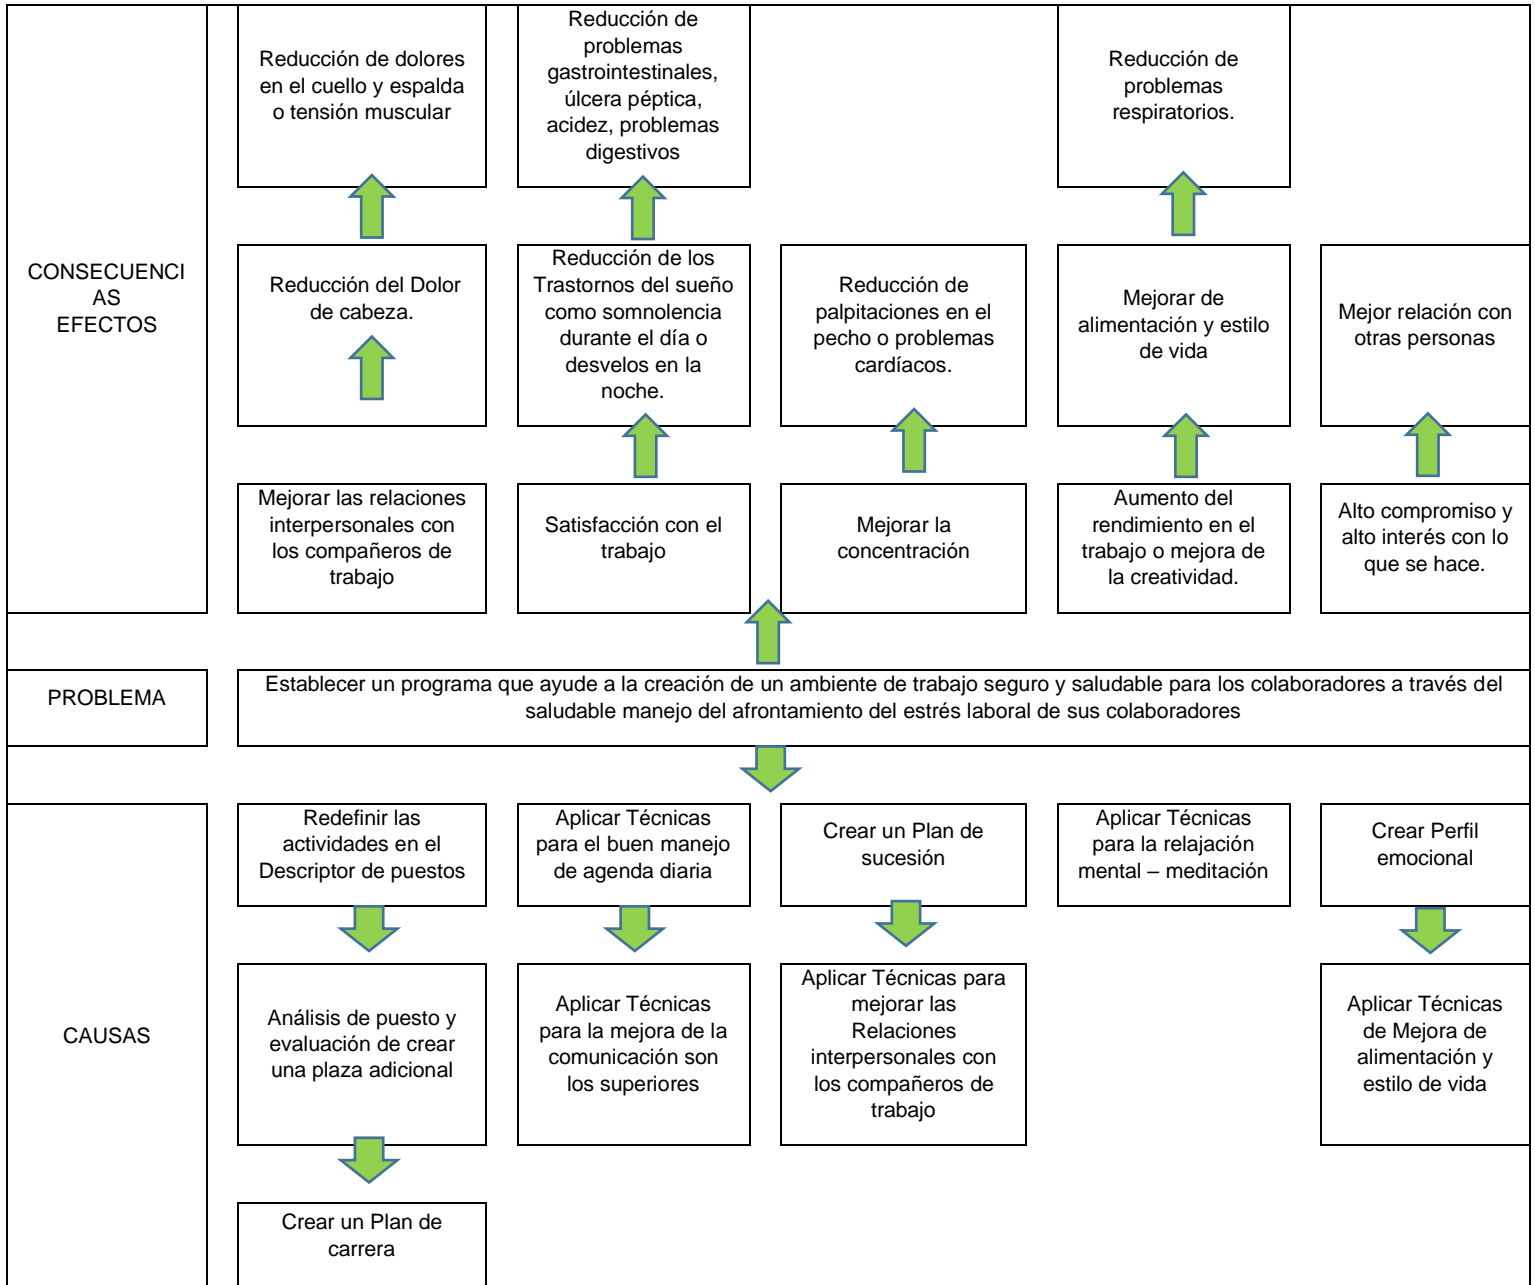 Reducción de dolores
en el cuello y espalda
o tensión muscular
Reducción de
problemas
gastrointestinales,
úlcera péptica,
acidez, problemas
digestivos
Reducción de
problemas
respiratorios.
CONSECUENCI
AS
EFECTOS
Reducción del Dolor
de cabeza.
Reducción de los
Trastornos del sueño
como somnolencia
durante el día o
desvelos en la
noche.
Reducción de
palpitaciones en el
pecho o problemas
cardíacos.
Mejorar de
alimentación y estilo
de vida
Mejor relación con
otras personas
Mejorar las relaciones
interpersonales con
los compañeros de
trabajo
Satisfacción con el
trabajo
Mejorar la
concentración
Aumento del
rendimiento en el
trabajo o mejora de
la creatividad.
Alto compromiso y
alto interés con lo
que se hace.
PROBLEMA
Establecer un programa que ayude a la creación de un ambiente de trabajo seguro y saludable para los colaboradores a través del
saludable manejo del afrontamiento del estrés laboral de sus colaboradores
CAUSAS
Redefinir las
actividades en el
Descriptor de puestos
Aplicar Técnicas
para el buen manejo
de agenda diaria
Crear un Plan de
sucesión
Aplicar Técnicas
para la relajación
mental – meditación
Crear Perfil
emocional
Análisis de puesto y
evaluación de crear
una plaza adicional
Aplicar Técnicas
para la mejora de la
comunicación son
los superiores
Aplicar Técnicas para
mejorar las
Relaciones
interpersonales con
los compañeros de
trabajo
Aplicar Técnicas
de Mejora de
alimentación y
estilo de vida
Crear un Plan de
carrera